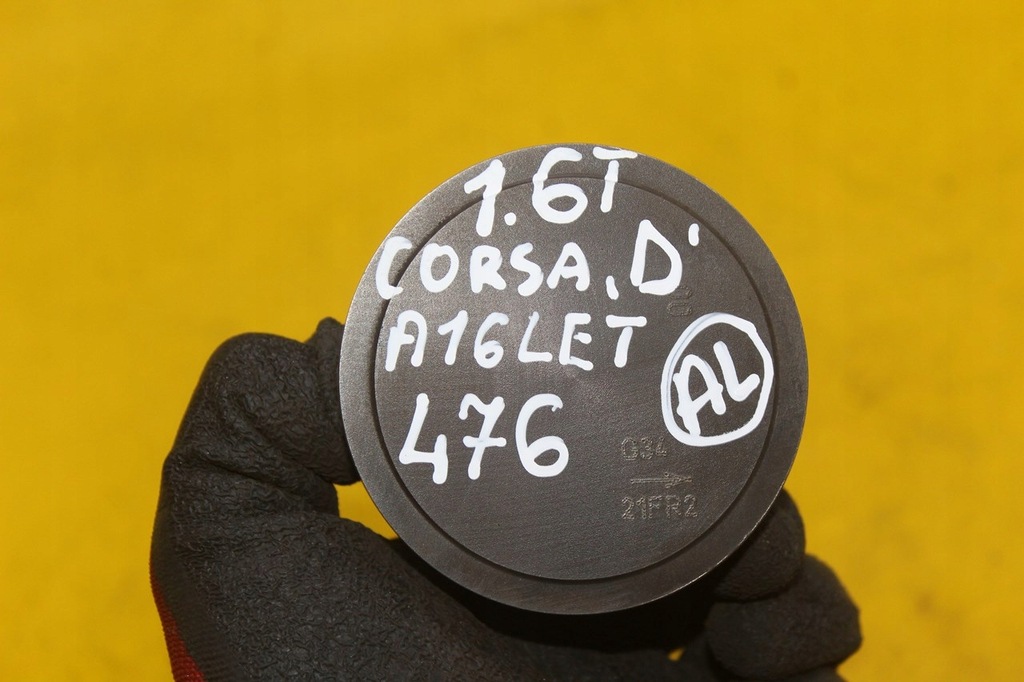 1.6T
CORSA, D'
A16LET
AL
476
G34
21FR2